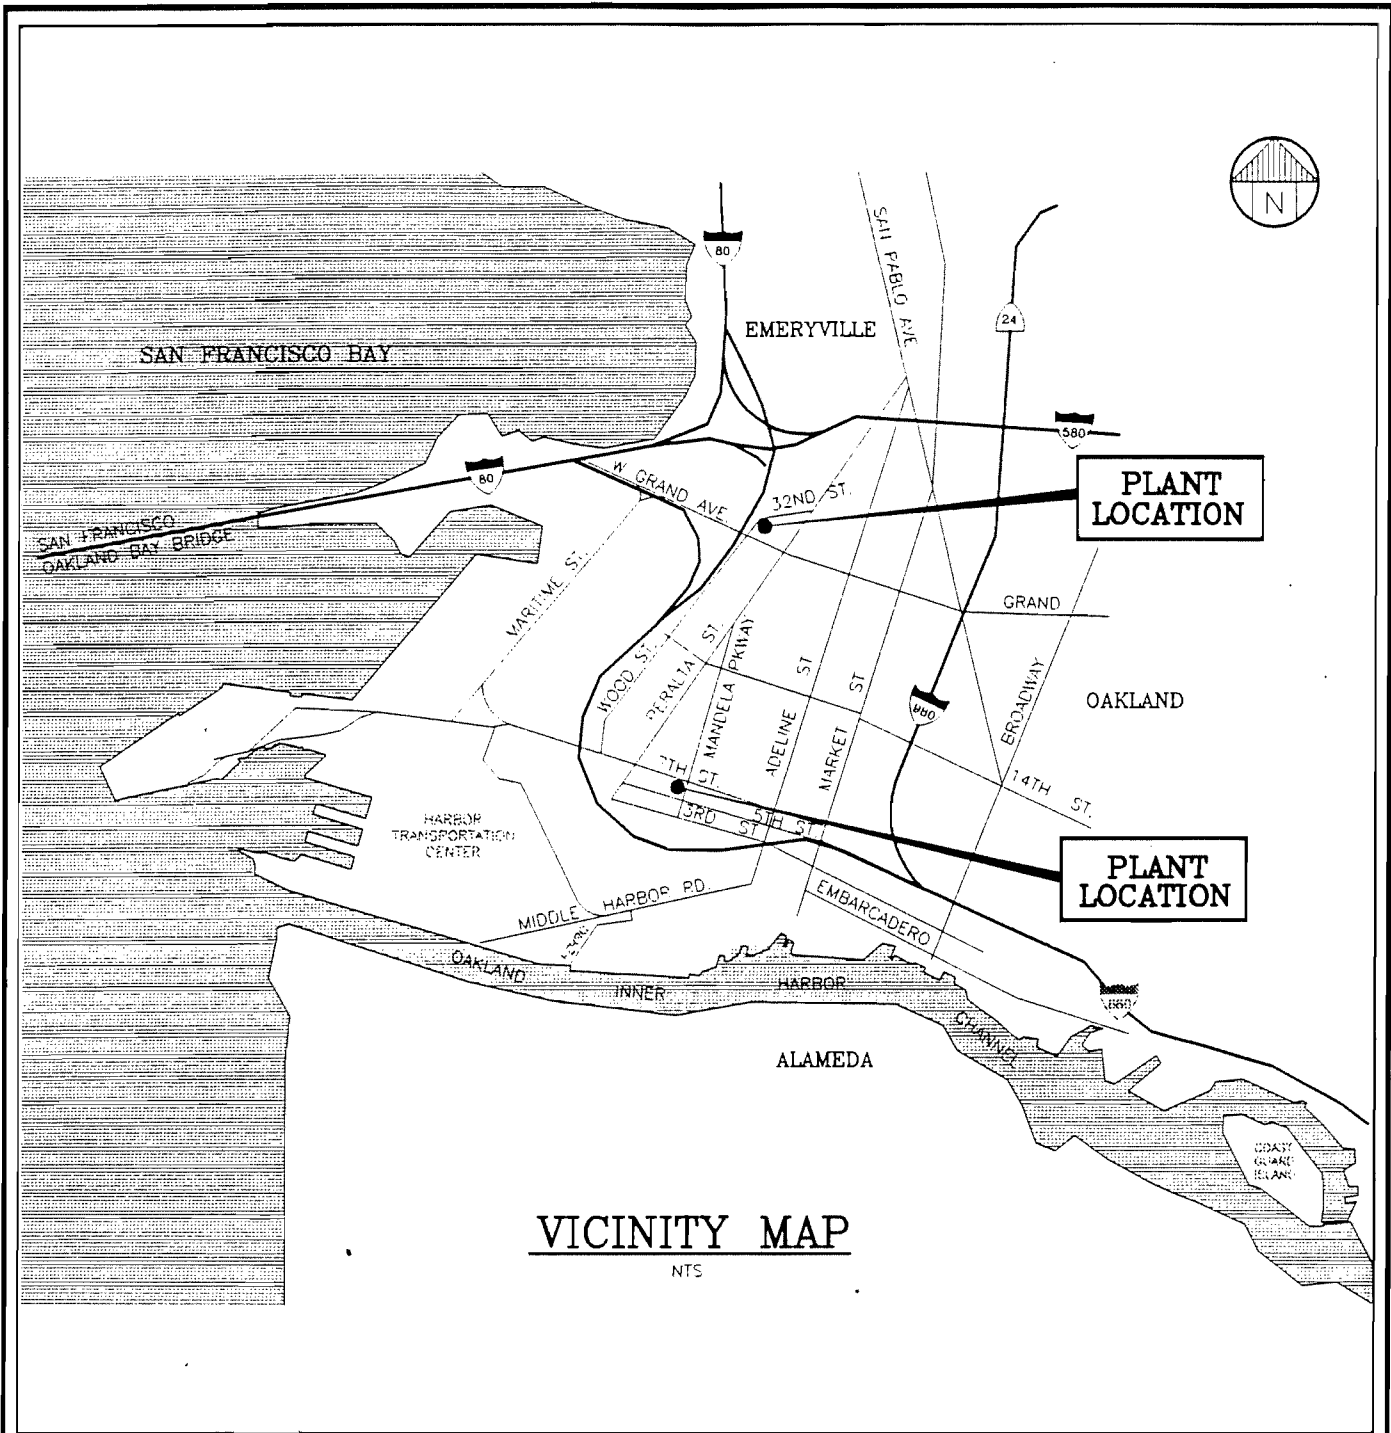 N
80
SAN PABLO AVE
24
EMERYVILLE
SAN FRANCISCO BAY
580
80
W GRAND AVE
32ND ST.
PLANT
LOCATION
SAN FRANCISCO
OAKLAND BAY BRIDGE
MARITIME ST.
GRAND
WOOD ST.
PERALTA ST.
MANDELA PKWAY
ADELINE ST
MARKET ST
BROADWAY
OAKLAND
980
7TH ST.
14TH ST.
3RD ST
5TH ST
HARBOR
TRANSPORTATION
CENTER
PLANT
LOCATION
MIDDLE HARBOR RD.
EMBARCADERO
OAKLAND INNER HARBOR CHANNEL
880
ALAMEDA
COAST
GUARD
ISLAND
VICINITY MAP
NTS